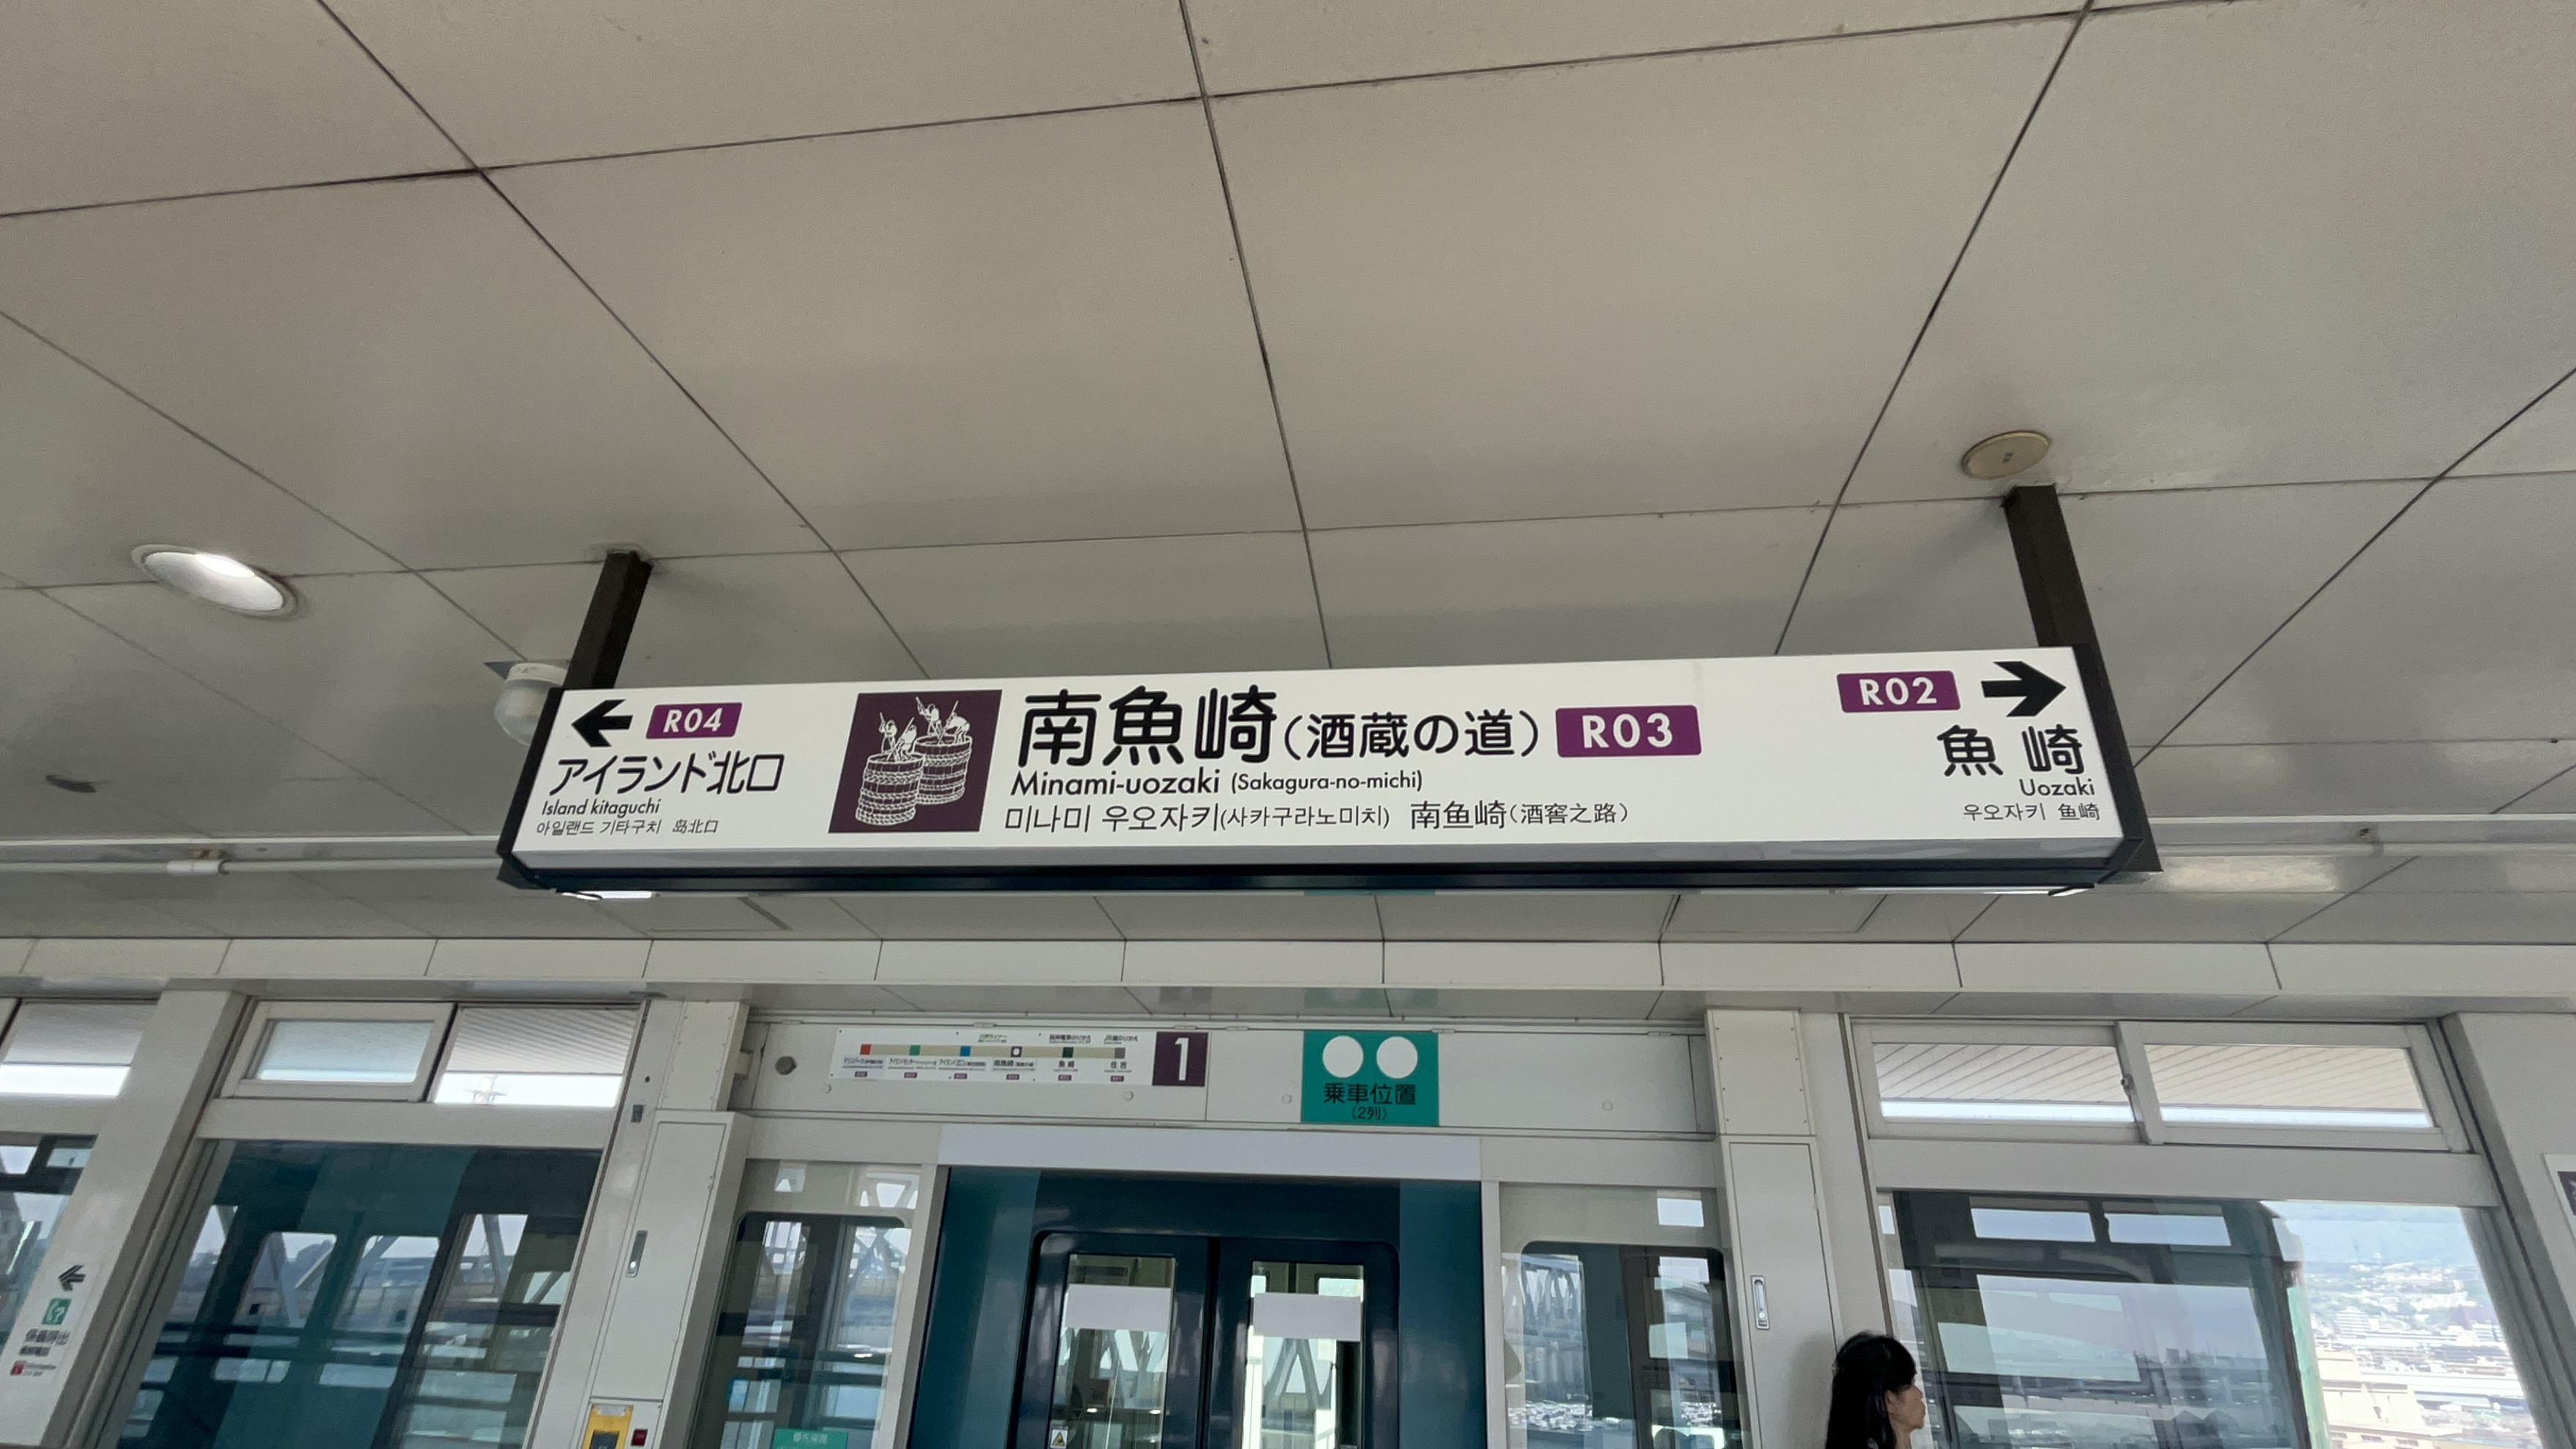 ← R04
アイランド北口
Island kitaguchi
아일랜드 기타구치 岛北口
南魚崎(酒蔵の道) R03
Minami-uozaki (Sakagura-no-michi)
미나미 우오자키(사카구라노미치) 南鱼崎(酒窖之路)
R02 →
魚崎
Uozaki
우오자키 鱼崎
1
乗車位置
(2列)